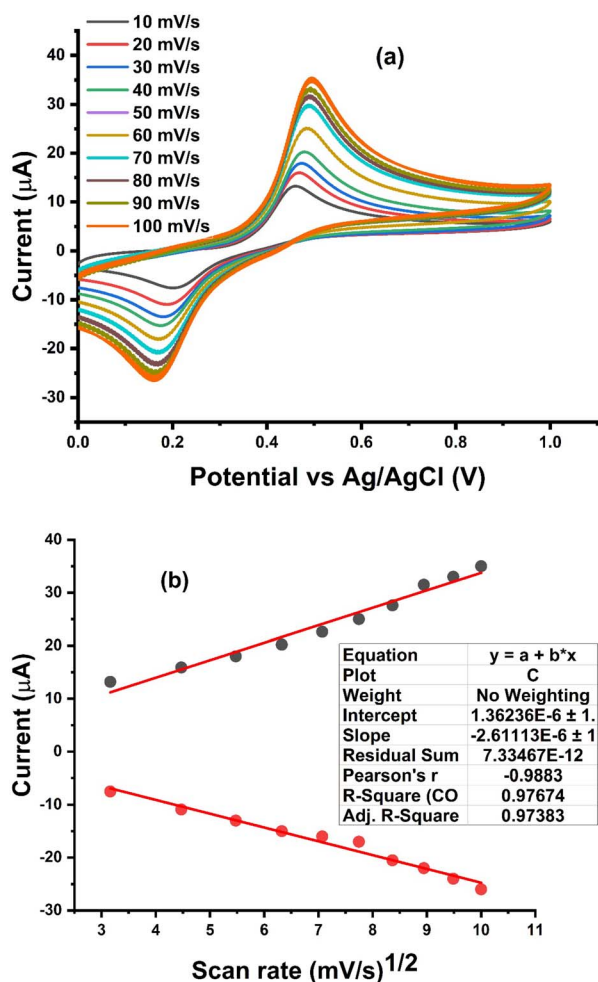 10 mV/s
20 mV/s
30 mV/s
40 mV/s
50 mV/s
60 mV/s
70 mV/s
80 mV/s
90 mV/s
100 mV/s
(a)
40
30
20
10
0
-10
-20
-30
Current (µA)
0.0 0.2 0.4 0.6 0.8 1.0
Potential vs Ag/AgCl (V)
(b)
40
30
20
10
0
-10
-20
-30
Current (µA)
Equation y = a + b*x
Plot C
Weight No Weighting
Intercept 1.36236E-6 ± 1.
Slope -2.61113E-6 ± 1
Residual Sum 7.33467E-12
Pearson's r -0.9883
R-Square (CO 0.97674
Adj. R-Square 0.97383
3 4 5 6 7 8 9 10 11
Scan rate (mV/s)1/2